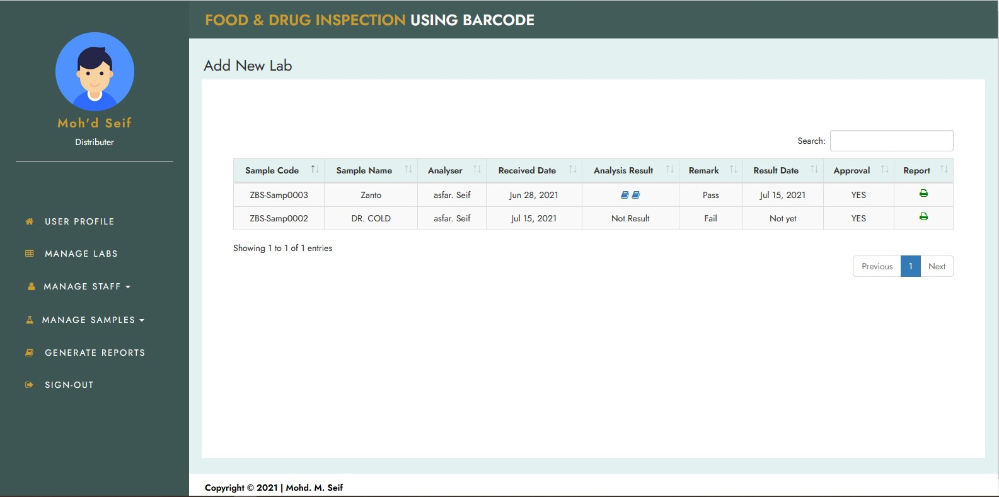 FOOD & DRUG INSPECTION USING BARCODE
Moh'd Seif
Distributer
USER PROFILE
MANAGE LABS
MANAGE STAFF
MANAGE SAMPLES
GENERATE REPORTS
SIGN-OUT
Add New Lab
Search:
Sample Code Sample Name Analyser Received Date Analysis Result Remark Result Date Approval Report
ZBS-Samp0003 Zanto asfar. Seif Jun 28, 2021 Pass Jul 15, 2021 YES
ZBS-Samp0002 DR. COLD asfar. Seif Jul 15, 2021 Not Result Fail Not yet YES
Showing 1 to 1 of 1 entries
Previous 1 Next
Copyright © 2021 | Mohd. M. Seif